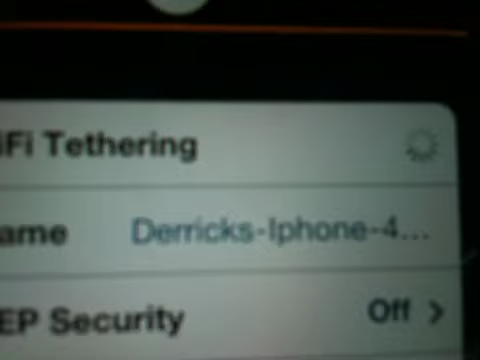 iFi Tethering
ame Derricks-Iphone-4...
EP Security Off >